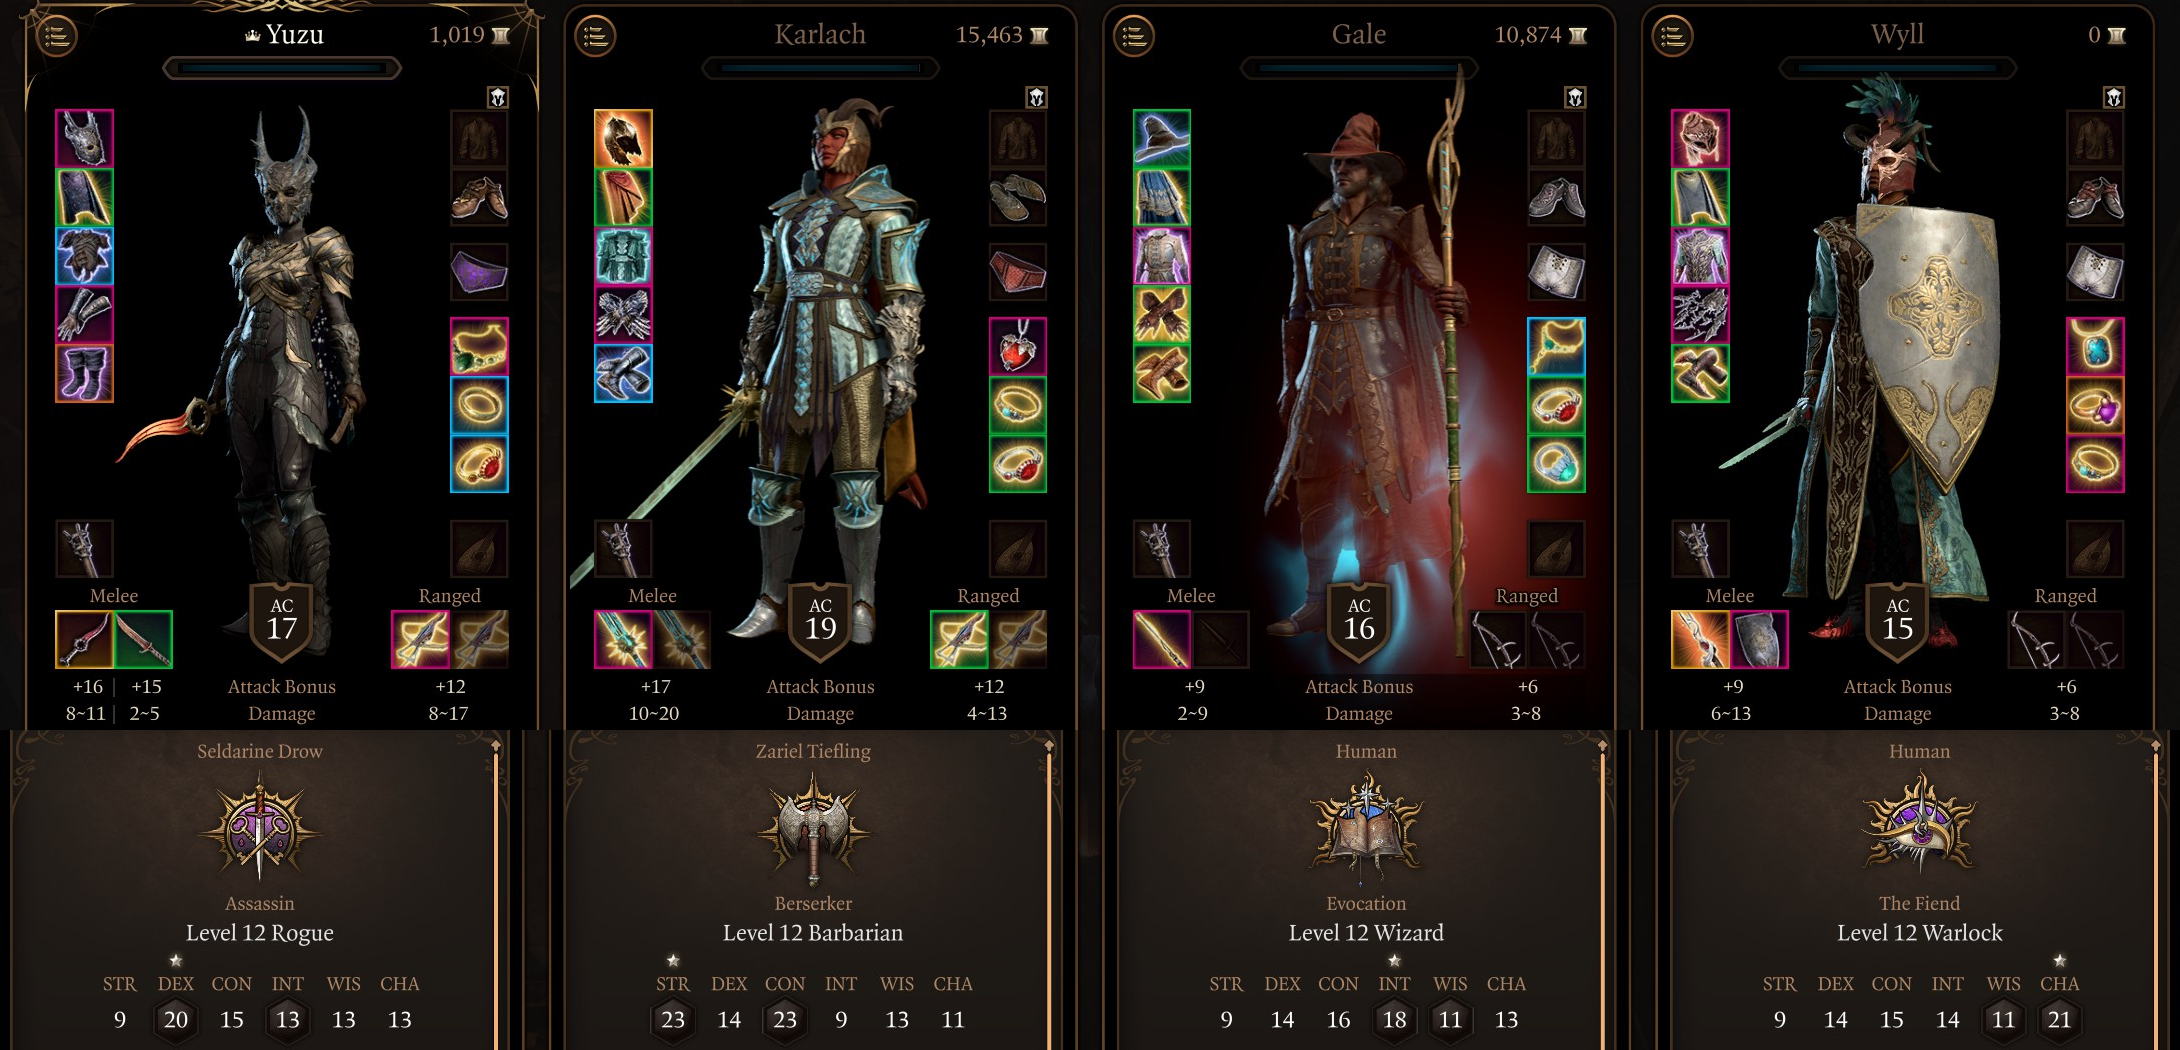 Yuzu 1,019
Karlach 15,463
Gale 10,874
Wyll 0
Melee Ranged
AC
17
+16 | +15 Attack Bonus +12
8~11 | 2~5 Damage 8~17
Melee Ranged
AC
19
+17 Attack Bonus +12
10~20 Damage 4~13
Melee Ranged
AC
16
+9 Attack Bonus +6
2~9 Damage 3~8
Melee Ranged
AC
15
+9 Attack Bonus +6
6~13 Damage 3~8
Seldarine Drow
Assassin
Level 12 Rogue
STR DEX CON INT WIS CHA
9 20 15 13 13 13
Zariel Tiefling
Berserker
Level 12 Barbarian
STR DEX CON INT WIS CHA
23 14 23 9 13 11
Human
Evocation
Level 12 Wizard
STR DEX CON INT WIS CHA
9 14 16 18 11 13
Human
The Fiend
Level 12 Warlock
STR DEX CON INT WIS CHA
9 14 15 14 11 21